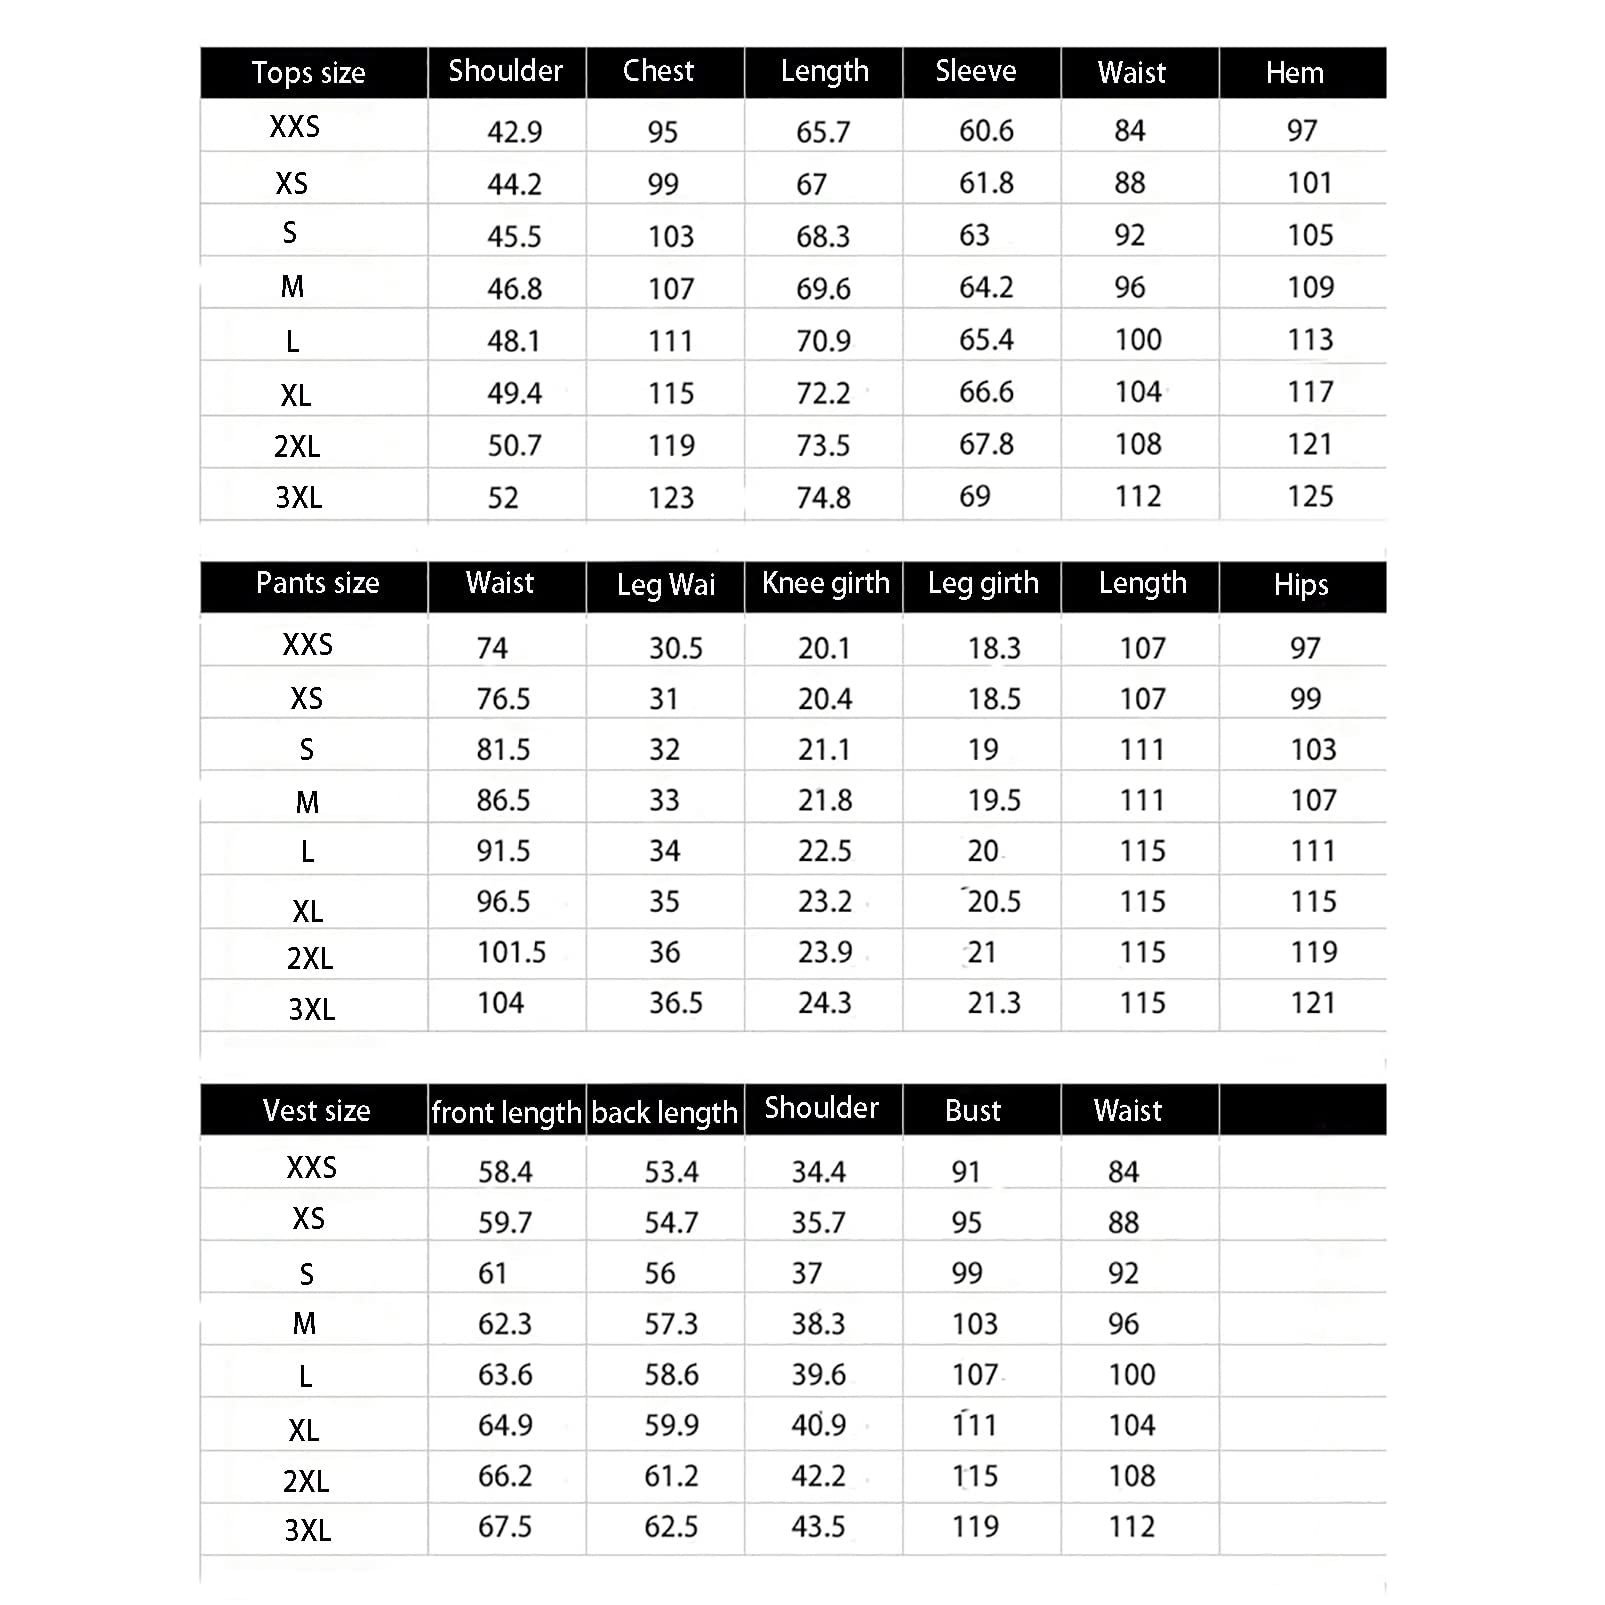 Tops size Shoulder Chest Length Sleeve Waist Hem
XXS 42.9 95 65.7 60.6 84 97
XS 44.2 99 67 61.8 88 101
S 45.5 103 68.3 63 92 105
M 46.8 107 69.6 64.2 96 109
L 48.1 111 70.9 65.4 100 113
XL 49.4 115 72.2 66.6 104 117
2XL 50.7 119 73.5 67.8 108 121
3XL 52 123 74.8 69 112 125
Pants size Waist Leg Wai Knee girth Leg girth Length Hips
XXS 74 30.5 20.1 18.3 107 97
XS 76.5 31 20.4 18.5 107 99
S 81.5 32 21.1 19 111 103
M 86.5 33 21.8 19.5 111 107
L 91.5 34 22.5 20 115 111
XL 96.5 35 23.2 20.5 115 115
2XL 101.5 36 23.9 21 115 119
3XL 104 36.5 24.3 21.3 115 121
Vest size front length back length Shoulder Bust Waist
XXS 58.4 53.4 34.4 91 84
XS 59.7 54.7 35.7 95 88
S 61 56 37 99 92
M 62.3 57.3 38.3 103 96
L 63.6 58.6 39.6 107 100
XL 64.9 59.9 40.9 111 104
2XL 66.2 61.2 42.2 115 108
3XL 67.5 62.5 43.5 119 112